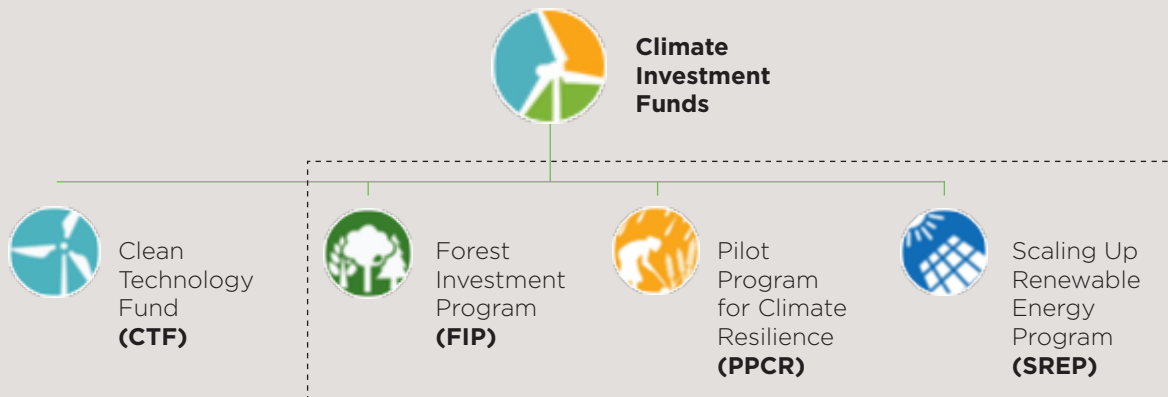 Climate
Investment
Funds
Clean
Technology
Fund
(CTF)
Forest
Investment
Program
(FIP)
Pilot
Program
for Climate
Resilience
(PPCR)
Scaling Up
Renewable
Energy
Program
(SREP)